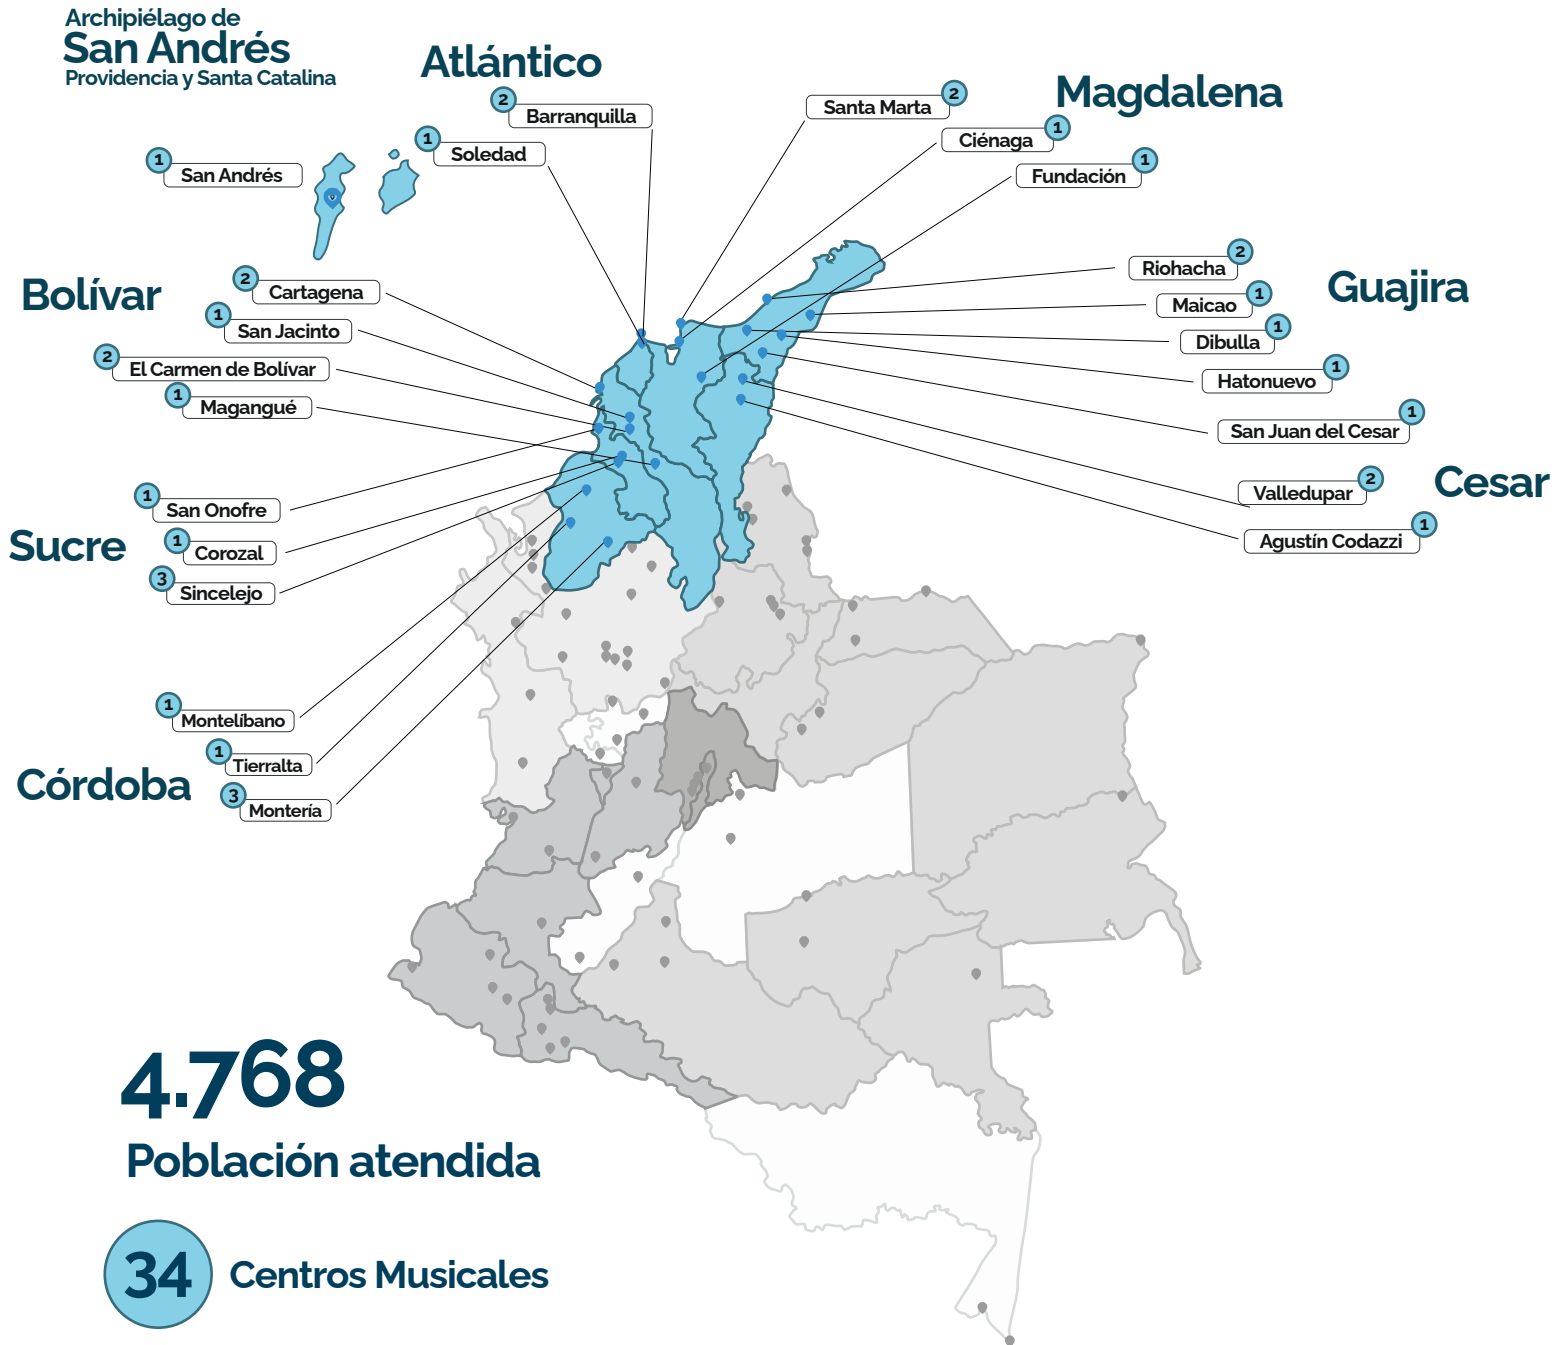 Archipiélago de
San Andrés
Providencia y Santa Catalina
1
San Andrés
Atlántico
2
Barranquilla
1
Soledad
Magdalena
Santa Marta
2
Ciénaga
1
Fundación
1
Bolívar
2
Cartagena
1
San Jacinto
2
El Carmen de Bolívar
1
Magangué
Guajira
Riohacha
2
Maicao
1
Dibulla
1
Hatonuevo
1
San Juan del Cesar
1
Cesar
Valledupar
2
Agustín Codazzi
1
Sucre
1
San Onofre
1
Corozal
3
Sincelejo
Córdoba
1
Montelíbano
1
Tierralta
3
Montería
4.768
Población atendida
34
Centros Musicales